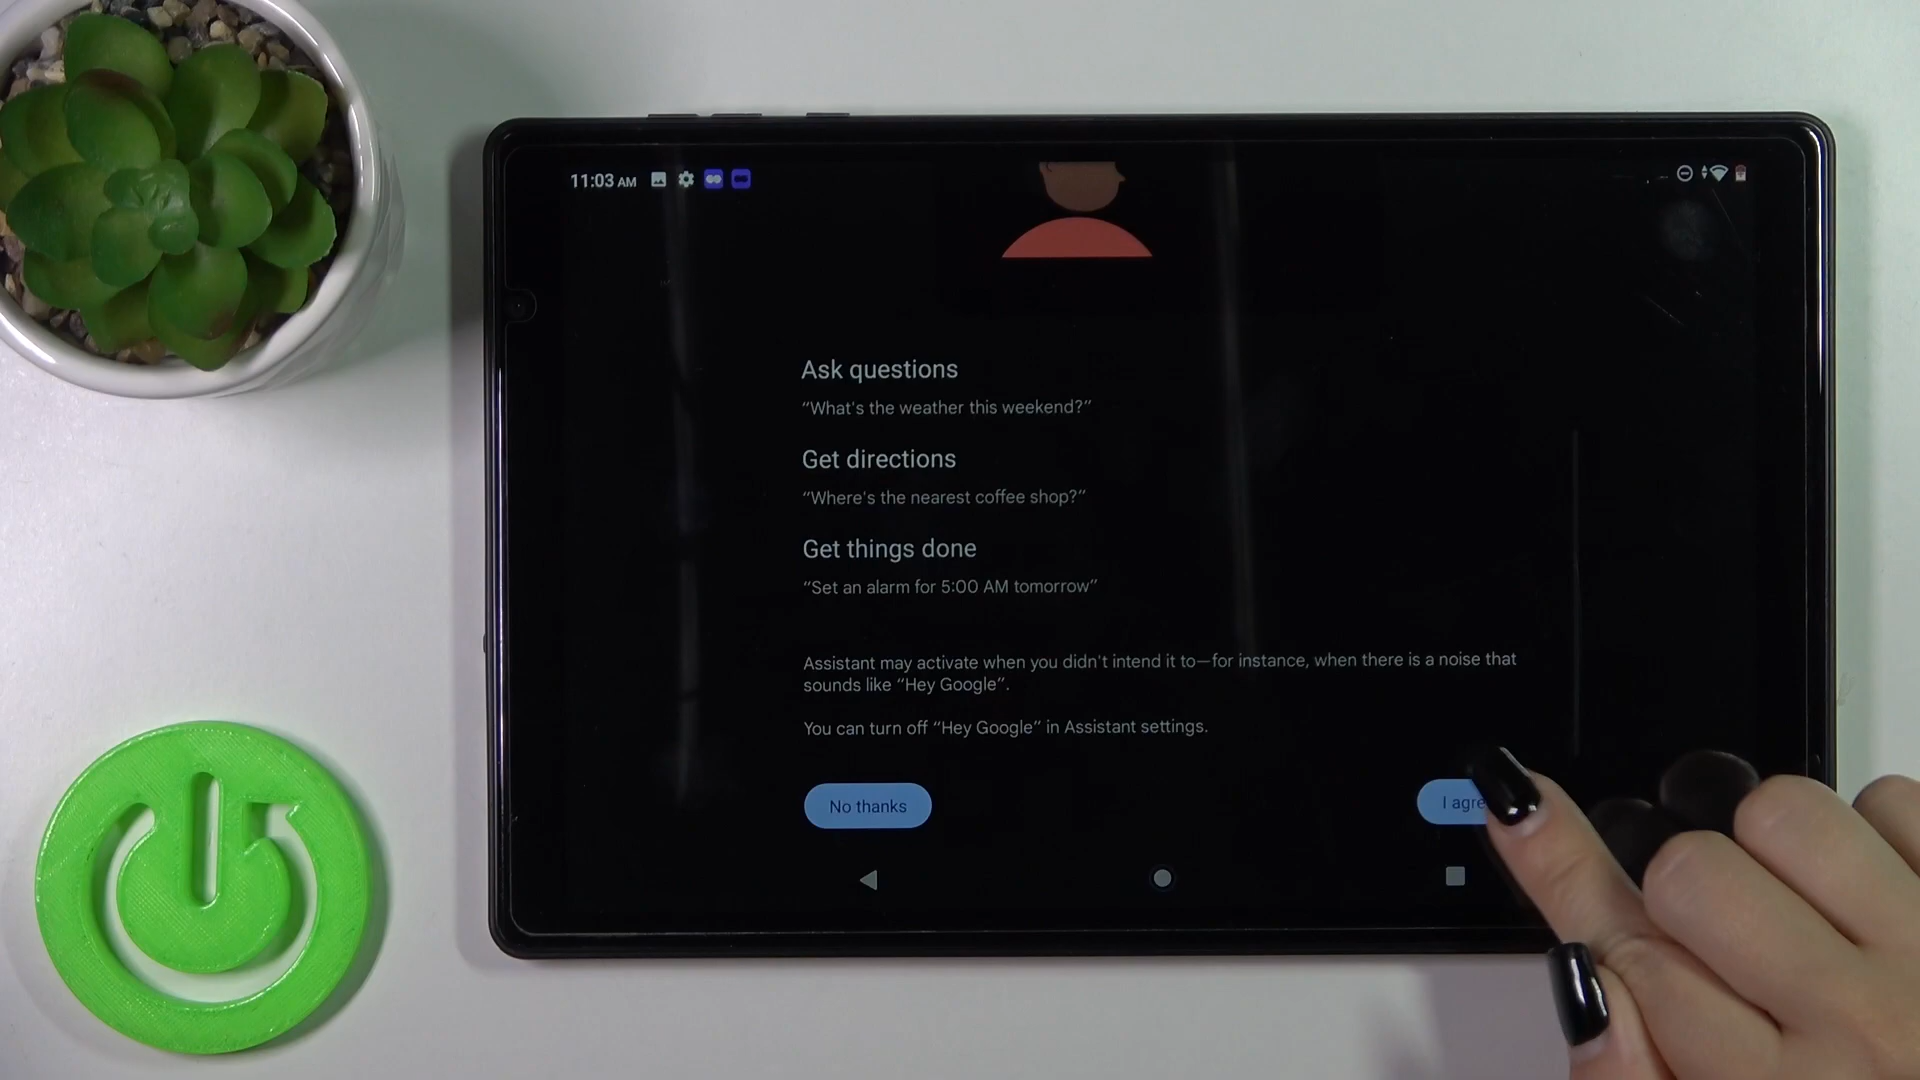 11:03 AM
Ask questions
“What's the weather this weekend?”
Get directions
“Where's the nearest coffee shop?”
Get things done
“Set an alarm for 5:00 AM tomorrow”
Assistant may activate when you didn't intend it to—for instance, when there is a noise that
sounds like “Hey Google”.
You can turn off “Hey Google” in Assistant settings.
No thanks
I agre